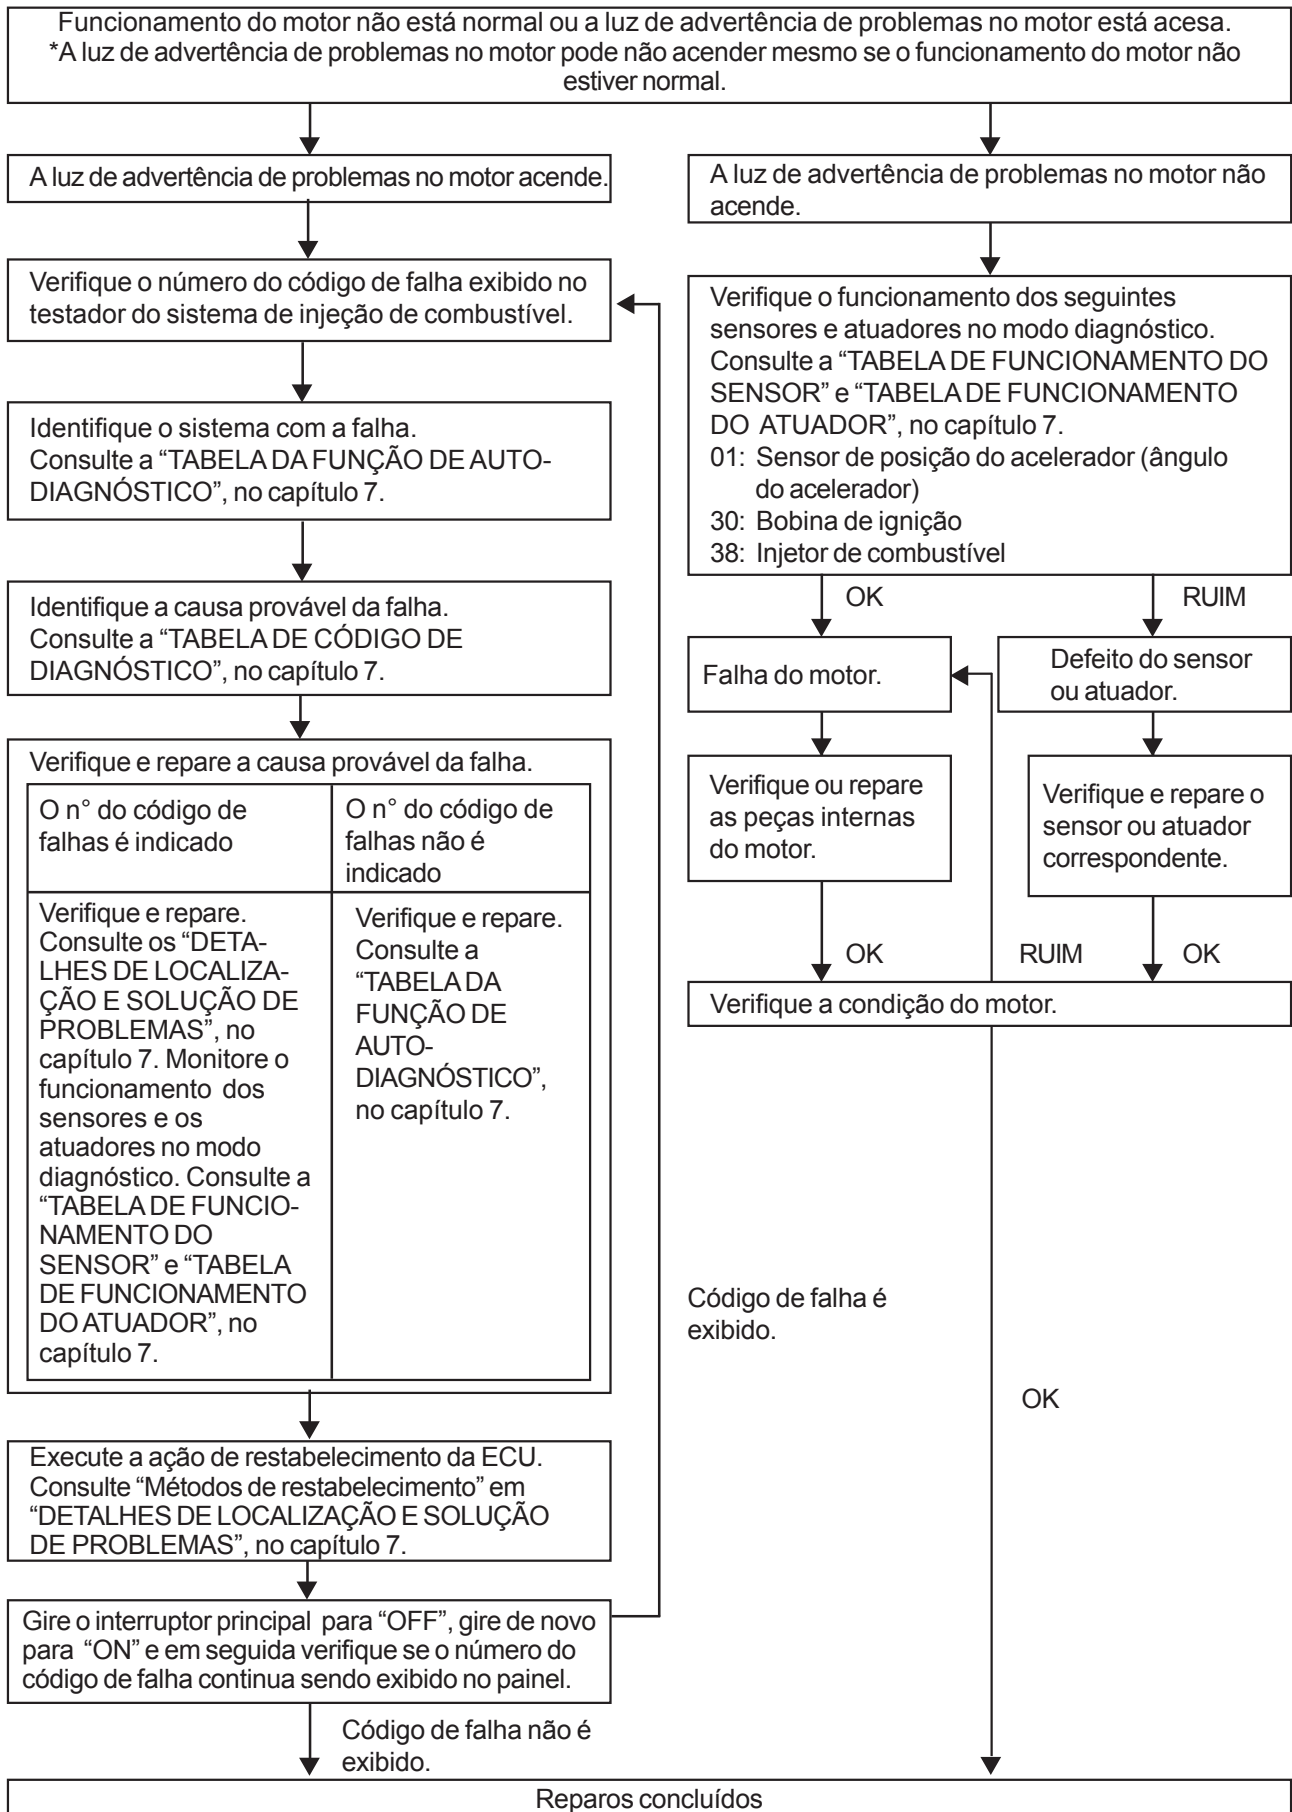 Funcionamento do motor não está normal ou a luz de advertência de problemas no motor está acesa.
*A luz de advertência de problemas no motor pode não acender mesmo se o funcionamento do motor não
estiver normal.
A luz de advertência de problemas no motor acende.
Verifique o número do código de falha exibido no
testador do sistema de injeção de combustível.
Identifique o sistema com a falha.
Consulte a “TABELA DA FUNÇÃO DE AUTO-
DIAGNÓSTICO”, no capítulo 7.
Identifique a causa provável da falha.
Consulte a “TABELA DE CÓDIGO DE
DIAGNÓSTICO”, no capítulo 7.
Verifique e repare a causa provável da falha.
O n° do código de
falhas é indicado
O n° do código de
falhas não é
indicado
Verifique e repare.
Consulte os “DETA-
LHES DE LOCALIZA-
ÇÃO E SOLUÇÃO DE
PROBLEMAS”, no
capítulo 7. Monitore o
funcionamento dos
sensores e os
atuadores no modo
diagnóstico. Consulte a
“TABELA DE FUNCIO-
NAMENTO DO
SENSOR” e “TABELA
DE FUNCIONAMENTO
DO ATUADOR”, no
capítulo 7.
Verifique e repare.
Consulte a
“TABELA DA
FUNÇÃO DE
AUTO-
DIAGNÓSTICO”,
no capítulo 7.
Execute a ação de restabelecimento da ECU.
Consulte “Métodos de restabelecimento” em
“DETALHES DE LOCALIZAÇÃO E SOLUÇÃO
DE PROBLEMAS”, no capítulo 7.
Gire o interruptor principal para “OFF”, gire de novo
para “ON” e em seguida verifique se o número do
código de falha continua sendo exibido no painel.
Código de falha não é
exibido.
Código de falha é
exibido.
A luz de advertência de problemas no motor não
acende.
Verifique o funcionamento dos seguintes
sensores e atuadores no modo diagnóstico.
Consulte a “TABELA DE FUNCIONAMENTO DO
SENSOR” e “TABELA DE FUNCIONAMENTO
DO ATUADOR”, no capítulo 7.
01: Sensor de posição do acelerador (ângulo
do acelerador)
30: Bobina de ignição
38: Injetor de combustível
OK
RUIM
Falha do motor.
Defeito do sensor
ou atuador.
Verifique ou repare
as peças internas
do motor.
Verifique e repare o
sensor ou atuador
correspondente.
OK
RUIM
OK
Verifique a condição do motor.
OK
Reparos concluídos